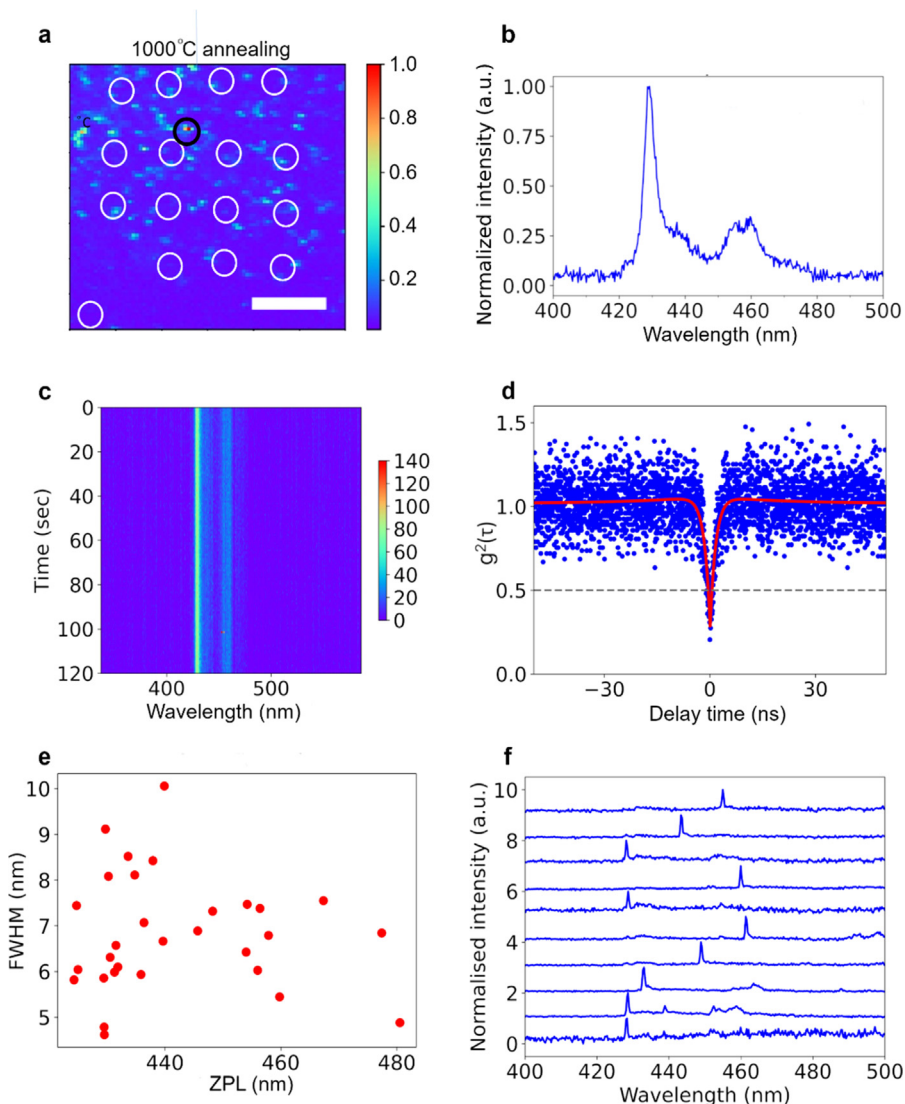 a
1000°C annealing
1.0
0.8
0.6
0.4
0.2
°C
b
Normalized intensity (a.u.)
1.00
0.75
0.50
0.25
0.00
400 420 440 460 480 500
Wavelength (nm)
c
Time (sec)
0
20
40
60
80
100
120
400 500
Wavelength (nm)
140
120
100
80
60
40
20
0
d
g²(τ)
1.5
1.0
0.5
0.0
−30 0 30
Delay time (ns)
e
FWHM (nm)
10
9
8
7
6
5
440 460 480
ZPL (nm)
f
Normalised intensity (a.u.)
10
8
6
4
2
0
400 420 440 460 480 500
Wavelength (nm)